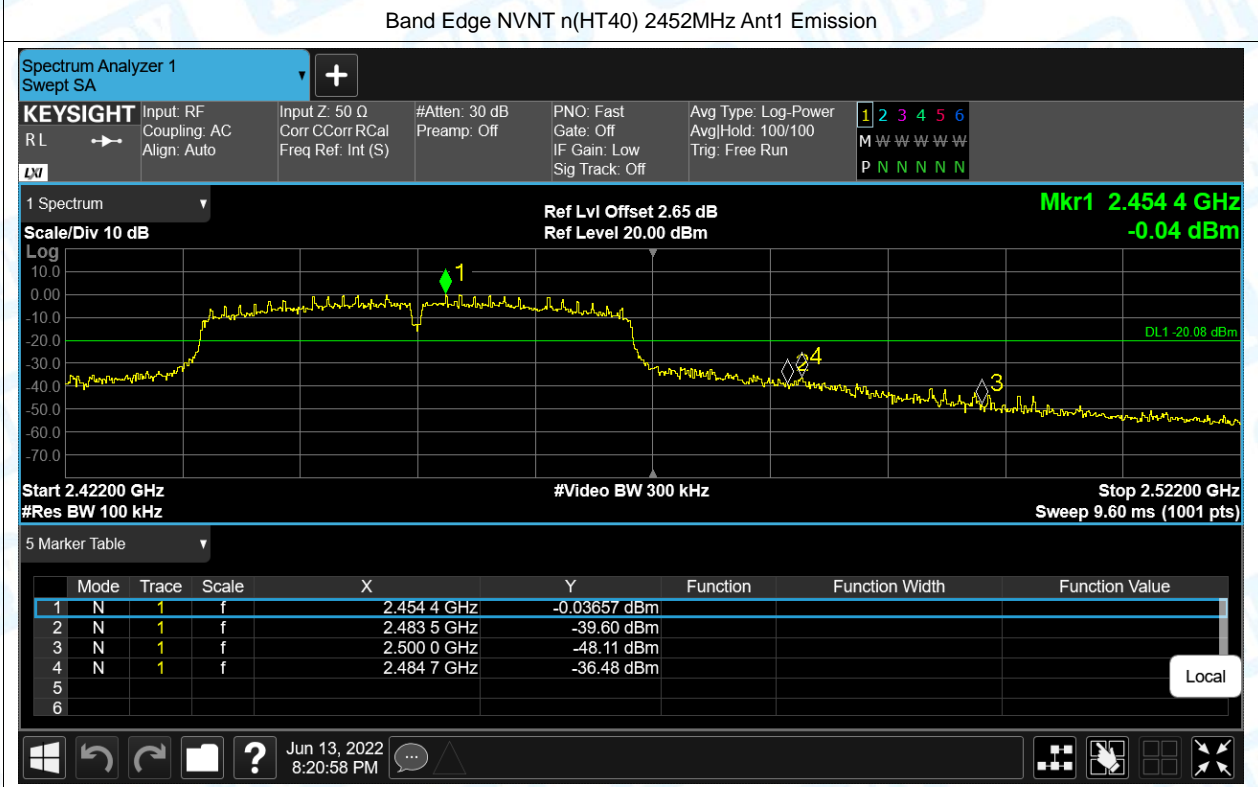 Band Edge NVNT n(HT40) 2452MHz Ant1 Emission
Spectrum Analyzer 1
Swept SA
+
KEYSIGHT
R L
LXI
Input: RF
Coupling: AC
Align: Auto
Input Z: 50 Ω
Corr CCorr RCal
Freq Ref: Int (S)
#Atten: 30 dB
Preamp: Off
PNO: Fast
Gate: Off
IF Gain: Low
Sig Track: Off
Avg Type: Log-Power
Avg|Hold: 100/100
Trig: Free Run
1 2 3 4 5 6
M W W W W W
P N N N N N
1 Spectrum
Scale/Div 10 dB
Ref Lvl Offset 2.65 dB
Ref Level 20.00 dBm
Mkr1 2.454 4 GHz
-0.04 dBm
Log
10.0
0.00
-10.0
-20.0
-30.0
-40.0
-50.0
-60.0
-70.0
1
2
4
3
DL1 -20.08 dBm
Start 2.42200 GHz
#Video BW 300 kHz
Stop 2.52200 GHz
#Res BW 100 kHz
Sweep 9.60 ms (1001 pts)
5 Marker Table
Mode Trace Scale X Y Function Function Width Function Value
1 N 1 f 2.454 4 GHz -0.03657 dBm
2 N 1 f 2.483 5 GHz -39.60 dBm
3 N 1 f 2.500 0 GHz -48.11 dBm
4 N 1 f 2.484 7 GHz -36.48 dBm
5
6
Local
?
Jun 13, 2022
8:20:58 PM